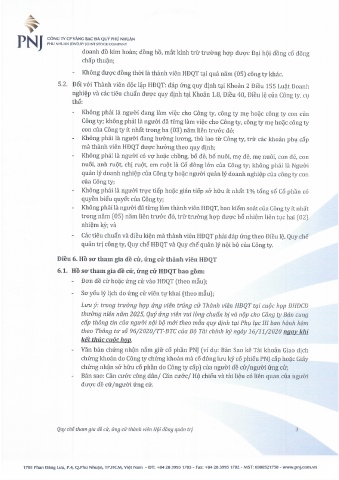 PNJ
CÔNG TY CP VÀNG BẠC ĐÁ QUÝ PHÚ NHUẬN
PHU NHUAN JEWELRY JOINT STOCK COMPANY
doanh đồ kim hoàn; đồng hồ, mắt kính trừ trường hợp được Đại hội đồng cổ đông
chấp thuận;
- Không được đồng thời là thành viên HĐQT tại quá năm (05) công ty khác.
5.2. Đối với Thành viên độc lập HĐQT: đáp ứng quy định tại Khoản 2 Điều 155 Luật Doanh
nghiệp và các tiêu chuẩn được quy định tại Khoản 1.8, Điều 40, Điều lệ của Công ty, cụ
thể:
- Không phải là người đang làm việc cho Công ty, công ty mẹ hoặc công ty con của
Công ty; không phải là người đã từng làm việc cho Công ty, công ty mẹ hoặc công ty
con của Công ty ít nhất trong ba (03) năm liền trước đó;
- Không phải là người đang hưởng lương, thù lao từ Công ty, trừ các khoản phụ cấp
mà thành viên HĐQT được hưởng theo quy định;
- Không phải là người có vợ hoặc chồng, bố đẻ, bố nuôi, mẹ đẻ, mẹ nuôi, con đẻ, con
nuôi, anh ruột, chị ruột, em ruột là Cổ đông lớn của Công ty; không phải là Người
quản lý doanh nghiệp của Công ty hoặc người quản lý doanh nghiệp của công ty con
của Công ty;
- Không phải là người trực tiếp hoặc gián tiếp sở hữu ít nhất 1% tổng số Cổ phần có
quyền biểu quyết của Công ty;
- Không phải là người đã từng làm thành viên HĐQT, ban kiểm soát của Công ty ít nhất
trong năm (05) năm liền trước đó, trừ trường hợp được bổ nhiệm liên tục hai (02)
nhiệm kỳ; và
- Các tiêu chuẩn và điều kiện mà thành viên HĐQT phải đáp ứng theo Điều lệ, Quy chế
quản trị công ty, Quy chế HĐQT và Quy chế quản lý nội bộ của Công ty.
Điều 6. Hồ sơ tham gia đề cử, ứng cử thành viên HĐQT
6.1. Hồ sơ tham gia đề cử, ứng cử HĐQT bao gồm:
- Đơn đề cử hoặc ứng cử vào HĐQT (theo mẫu);
- Sơ yếu lý lịch do ứng cử viên tự khai (theo mẫu);
Lưu ý: trong trường hợp ứng viên trúng cử Thành viên HĐQT tại cuộc họp ĐHĐCĐ
thường niên năm 2025, Quý ứng viên vui lòng chuẩn bị và nộp cho Công ty Bản cung
cấp thông tin của người nội bộ mới theo mẫu quy định tại Phụ lục III ban hành kèm
theo Thông tư số 96/2020/TT-BTC của Bộ Tài chính ký ngày 16/11/2020 ngay khi
kết thúc cuộc họp.
- Văn bản chứng nhận nắm giữ cổ phần PNJ (ví dụ: Bản Sao kê Tài khoản Giao dịch
chứng khoán do Công ty chứng khoán mà cổ đông lưu ký cổ phiếu PNJ cấp hoặc Giấy
chứng nhận sở hữu cổ phần do Công ty cấp) của người đề cử/người ứng cử.
- Bản sao: Căn cước công dân/ Căn cước/ Hộ chiếu và tài liệu có liên quan của người
được đề cử/người ứng cử.
Quy chế tham gia đề cử, ứng cử thành viên Hội đồng quản trị
170E Phan Đăng Lưu, P.4, Q.Phú Nhuận, TP.HCM, Việt Nam - ĐT: +84 28 3995 1703 - Fax: +84 28 3995 1702 - MST: 0300521758 - www.pnj.com.vn